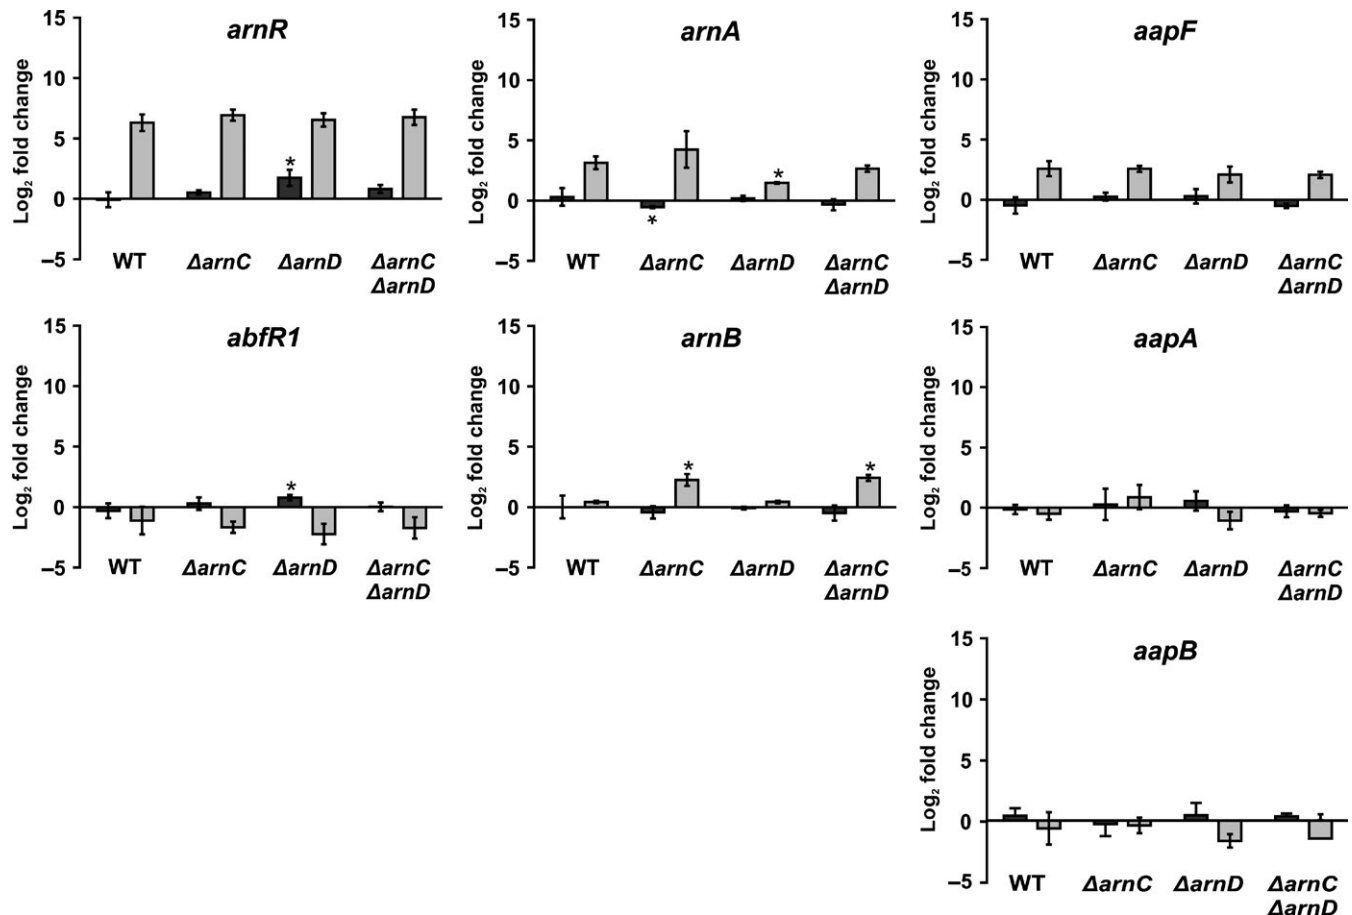 arnR
Log₂ fold change
15
10
5
0
–5
*
WT ΔarnC ΔarnD ΔarnC
ΔarnD
arnA
Log₂ fold change
15
10
5
0
–5
*
*
WT ΔarnC ΔarnD ΔarnC
ΔarnD
aapF
Log₂ fold change
15
10
5
0
–5
WT ΔarnC ΔarnD ΔarnC
ΔarnD
abfR1
Log₂ fold change
15
10
5
0
–5
*
WT ΔarnC ΔarnD ΔarnC
ΔarnD
arnB
Log₂ fold change
15
10
5
0
–5
* *
WT ΔarnC ΔarnD ΔarnC
ΔarnD
aapA
Log₂ fold change
15
10
5
0
–5
WT ΔarnC ΔarnD ΔarnC
ΔarnD
aapB
Log₂ fold change
15
10
5
0
–5
WT ΔarnC ΔarnD ΔarnC
ΔarnD